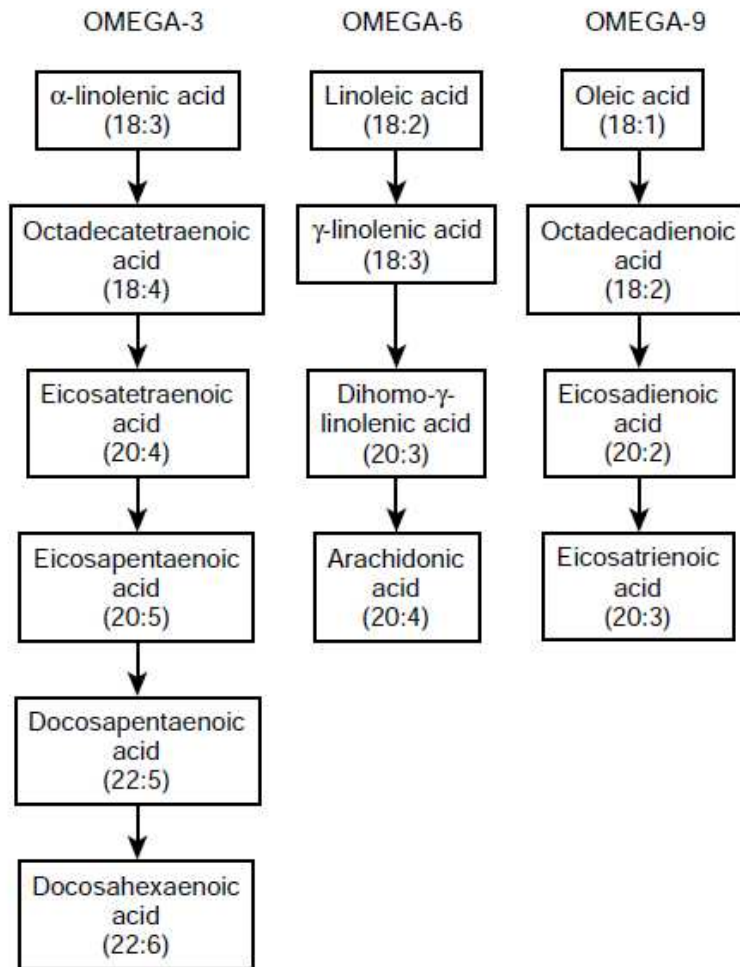 OMEGA-3
α-linolenic acid
(18:3)
Octadecatetraenoic
acid
(18:4)
Eicosatetraenoic
acid
(20:4)
Eicosapentaenoic
acid
(20:5)
Docosapentaenoic
acid
(22:5)
Docosahexaenoic
acid
(22:6)
OMEGA-6
Linoleic acid
(18:2)
γ-linolenic acid
(18:3)
Dihomo-γ-
linolenic acid
(20:3)
Arachidonic
acid
(20:4)
OMEGA-9
Oleic acid
(18:1)
Octadecadienoic
acid
(18:2)
Eicosadienoic
acid
(20:2)
Eicosatrienoic
acid
(20:3)